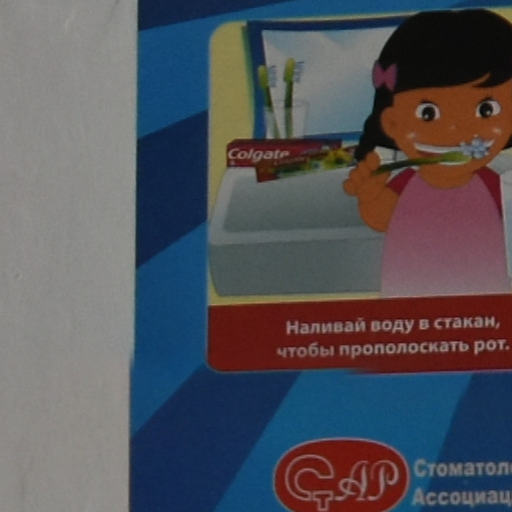 Colgate
Наливай воду в стакан,
чтобы прополоскать рот.
СтАР
Стоматоло
Ассоциац